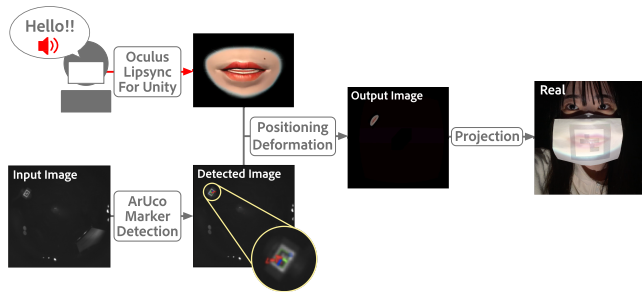 Hello!!
Oculus
Lipsync
For Unity
Output Image
Real
Positioning
Deformation
Projection
Input Image
Detected Image
ArUco
Marker
Detection